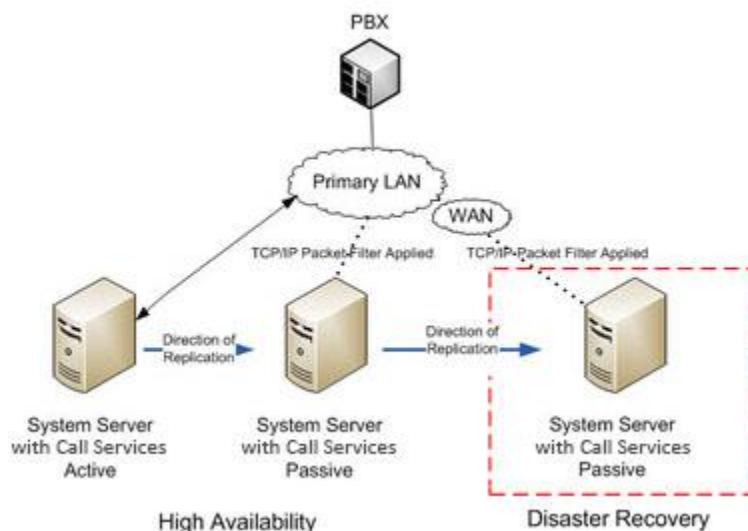 PBX
Primary LAN
WAN
TCP/IP Packet Filter Applied
TCP/IP Packet Filter Applied
Direction of
Replication
Direction of
Replication
System Server
with Call Services
Active
System Server
with Call Services
Passive
System Server
with Call Services
Passive
High Availability
Disaster Recovery